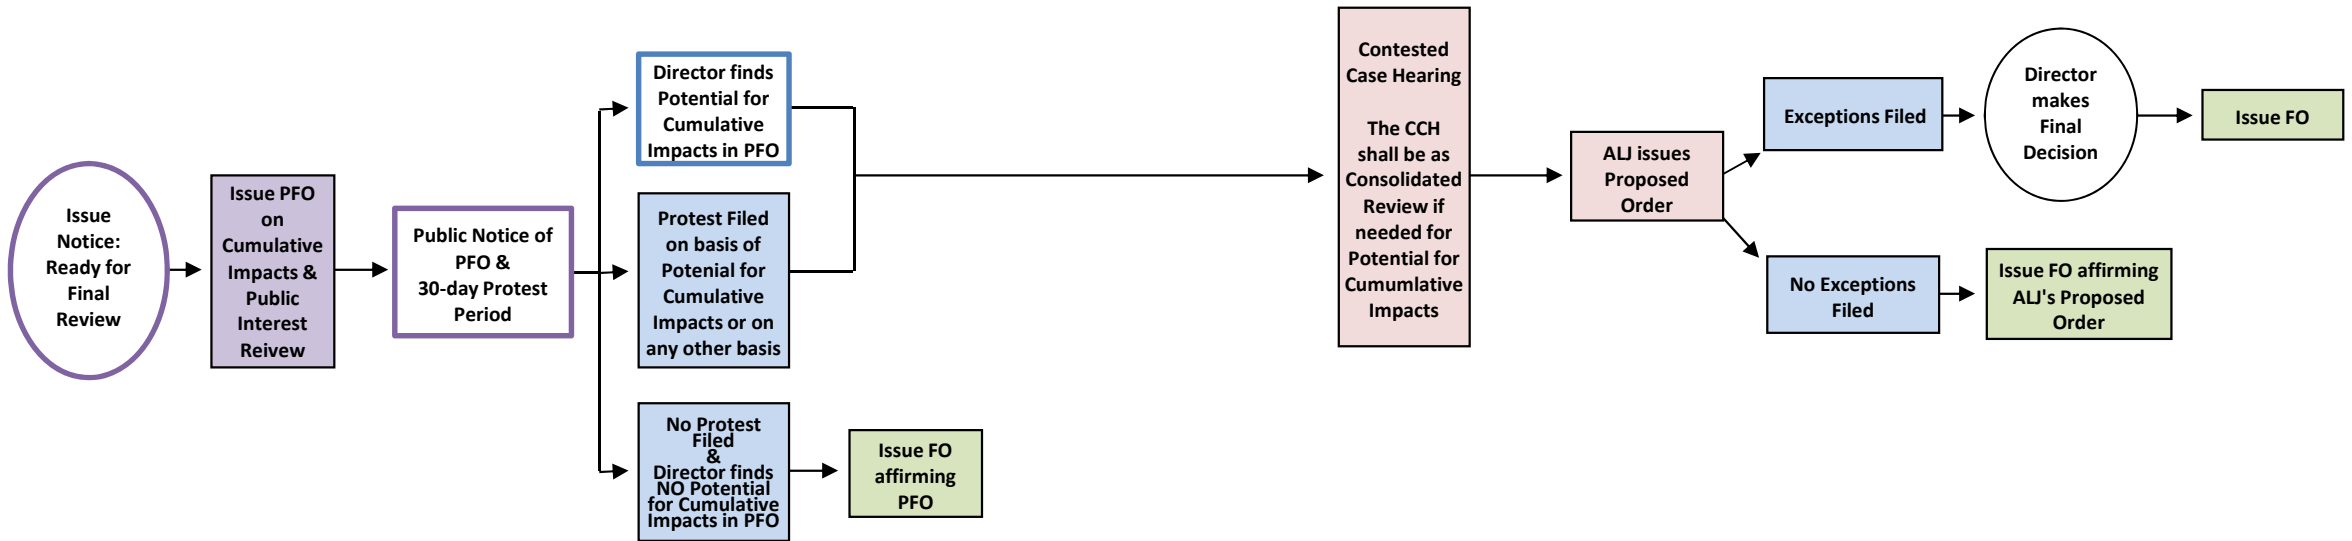 Issue
Notice:
Ready for
Final
Review
Issue PFO
on
Cumulative
Impacts &
Public
Interest
Reivew
Public Notice of
PFO &
30-day Protest
Period
Director finds
Potential for
Cumulative
Impacts in PFO
Protest Filed
on basis of
Potenial for
Cumulative
Impacts or on
any other basis
No Protest
Filed
&
Director finds
NO Potential
for Cumulative
Impacts in PFO
Issue FO
affirming
PFO
Contested
Case Hearing
The CCH
shall be as
Consolidated
Review if
needed for
Potential for
Cumumlative
Impacts
ALJ issues
Proposed
Order
Exceptions Filed
Director
makes
Final
Decision
Issue FO
No Exceptions
Filed
Issue FO affirming
ALJ's Proposed
Order